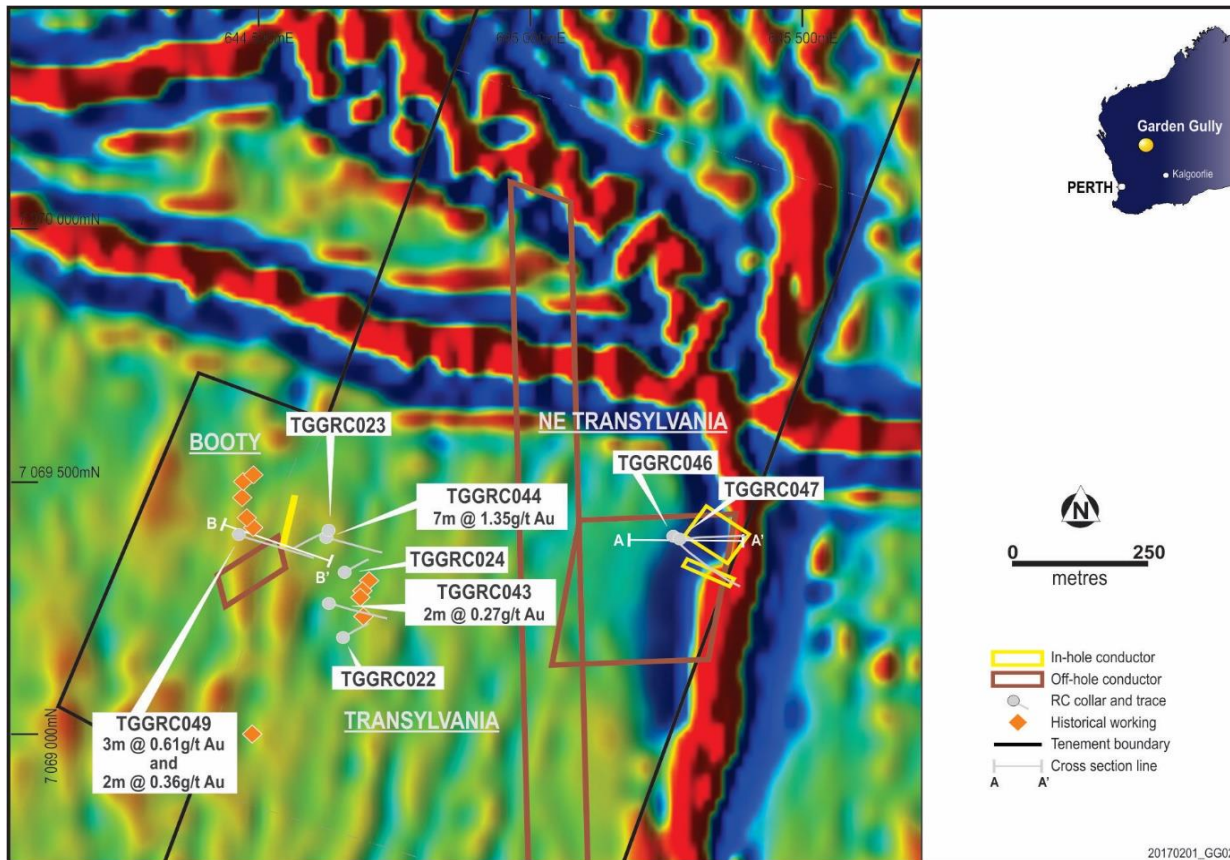 7 070 000mN
7 069 500mN
7 069 000mN
BOOTY
TGGRC023
TGGRC044
7m @ 1.35g/t Au
TGGRC024
TGGRC043
2m @ 0.27g/t Au
TGGRC022
TRANSYLVANIA
TGGRC049
3m @ 0.61g/t Au
and
2m @ 0.36g/t Au
B
B'
NE TRANSYLVANIA
TGGRC046
TGGRC047
A
A'
Garden Gully
Kalgoorlie
PERTH
N
0
250
metres
In-hole conductor
Off-hole conductor
RC collar and trace
Historical working
Tenement boundary
Cross section line
A
A'